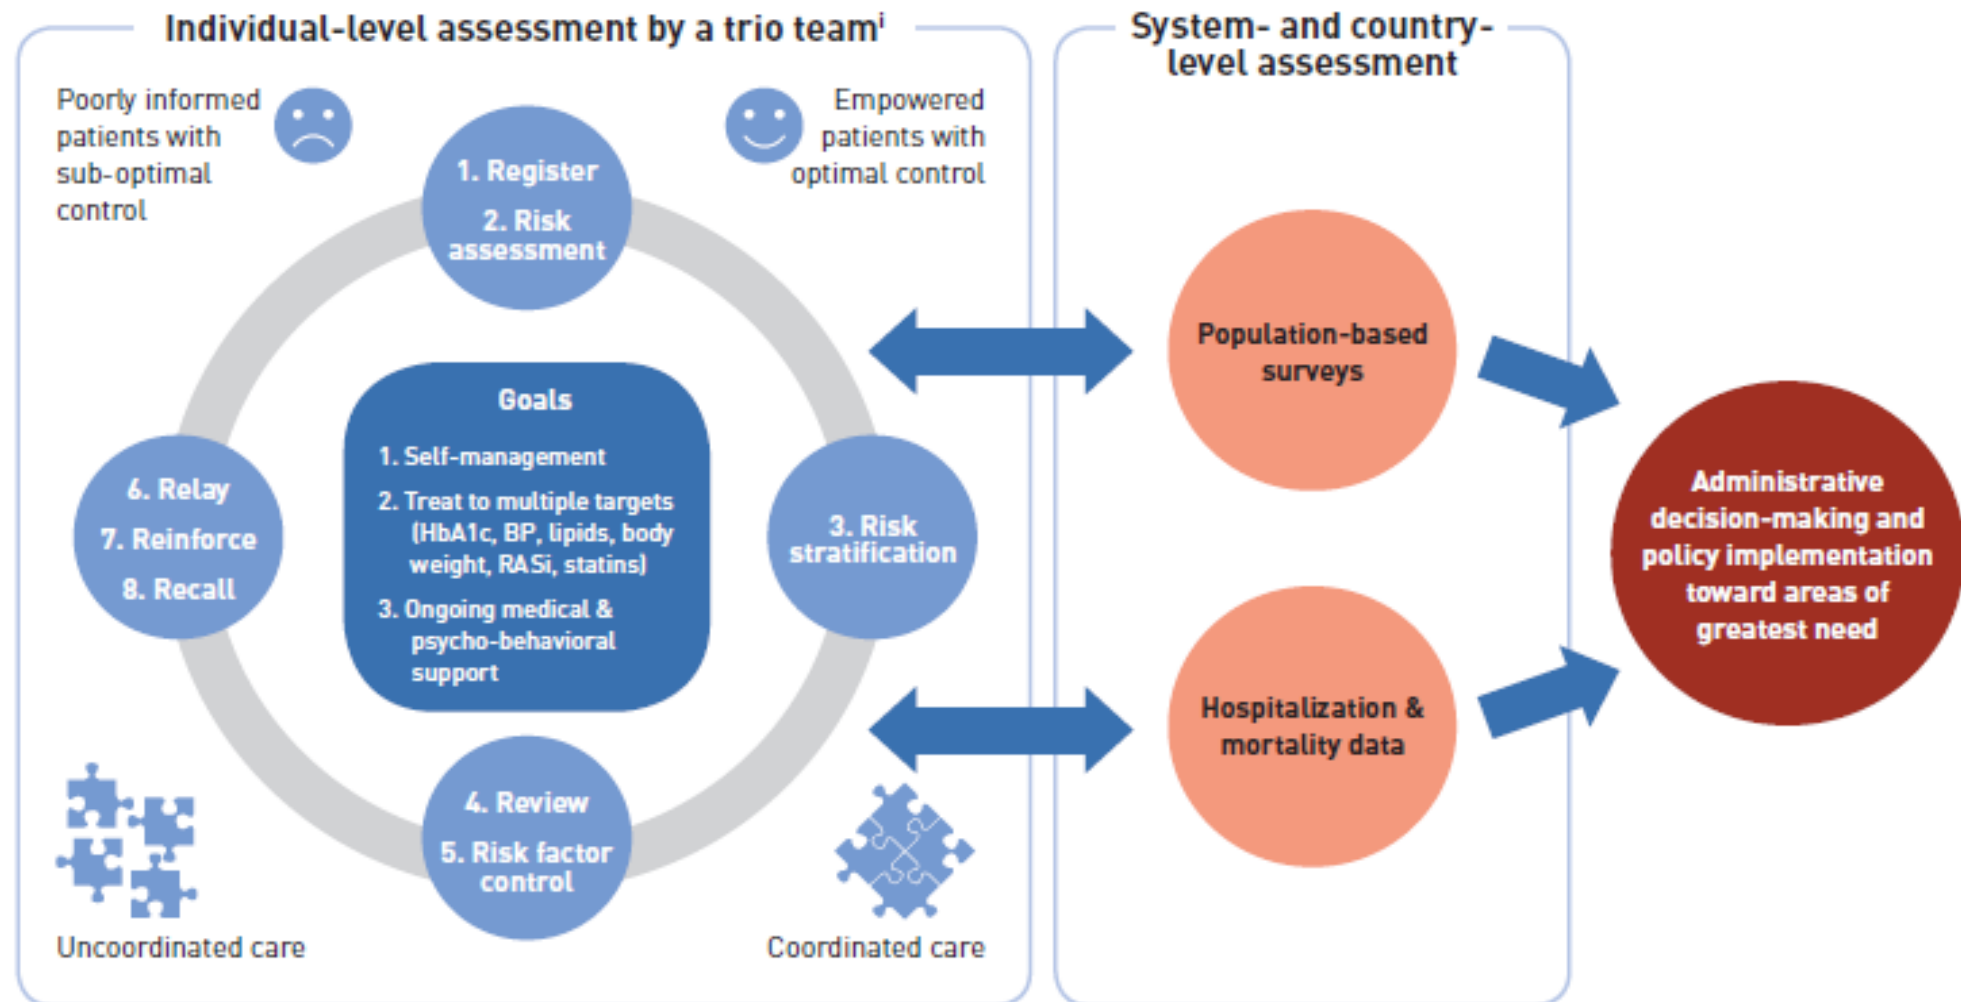 Individual-level assessment by a trio teamⁱ
System- and country-
level assessment
Poorly informed
patients with
sub-optimal
control
Empowered
patients with
optimal control
1. Register
2. Risk
assessment
Goals
1. Self-management
2. Treat to multiple targets
(HbA1c, BP, lipids, body
weight, RASi, statins)
3. Ongoing medical &
psycho-behavioral
support
3. Risk
stratification
4. Review
5. Risk factor
control
6. Relay
7. Reinforce
8. Recall
Uncoordinated care
Coordinated care
Population-based
surveys
Hospitalization &
mortality data
Administrative
decision-making and
policy implementation
toward areas of
greatest need